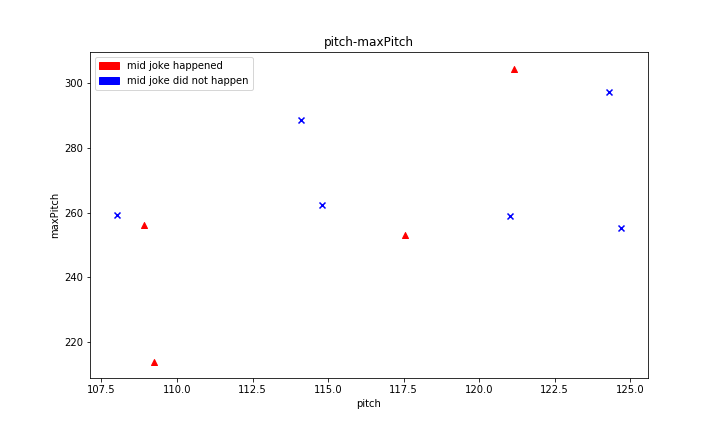 pitch-maxPitch
mid joke happened
mid joke did not happen
maxPitch
300
280
260
240
220
107.5 110.0 112.5 115.0 117.5 120.0 122.5 125.0
pitch